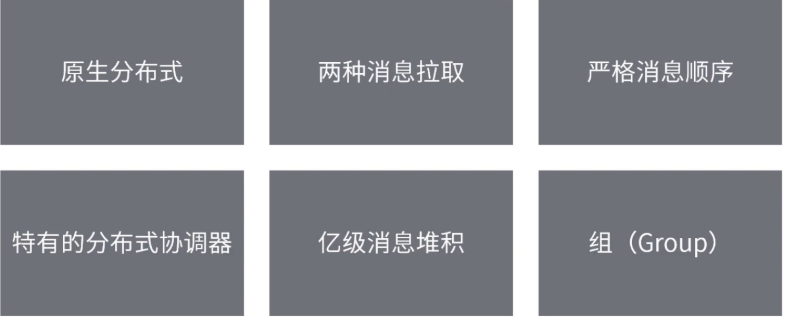 原生分布式
两种消息拉取
严格消息顺序
特有的分布式协调器
亿级消息堆积
组（Group）